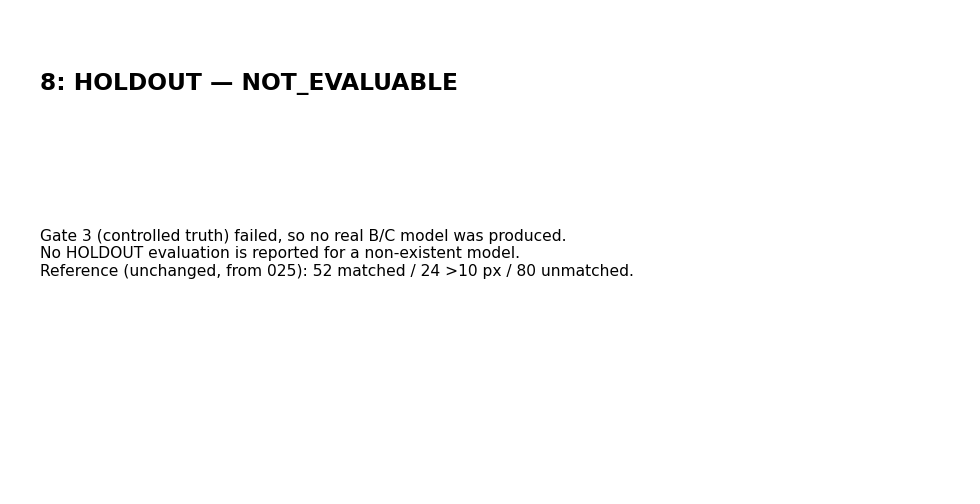 8: HOLDOUT — NOT_EVALUABLE
Gate 3 (controlled truth) failed, so no real B/C model was produced.
No HOLDOUT evaluation is reported for a non-existent model.
Reference (unchanged, from 025): 52 matched / 24 >10 px / 80 unmatched.